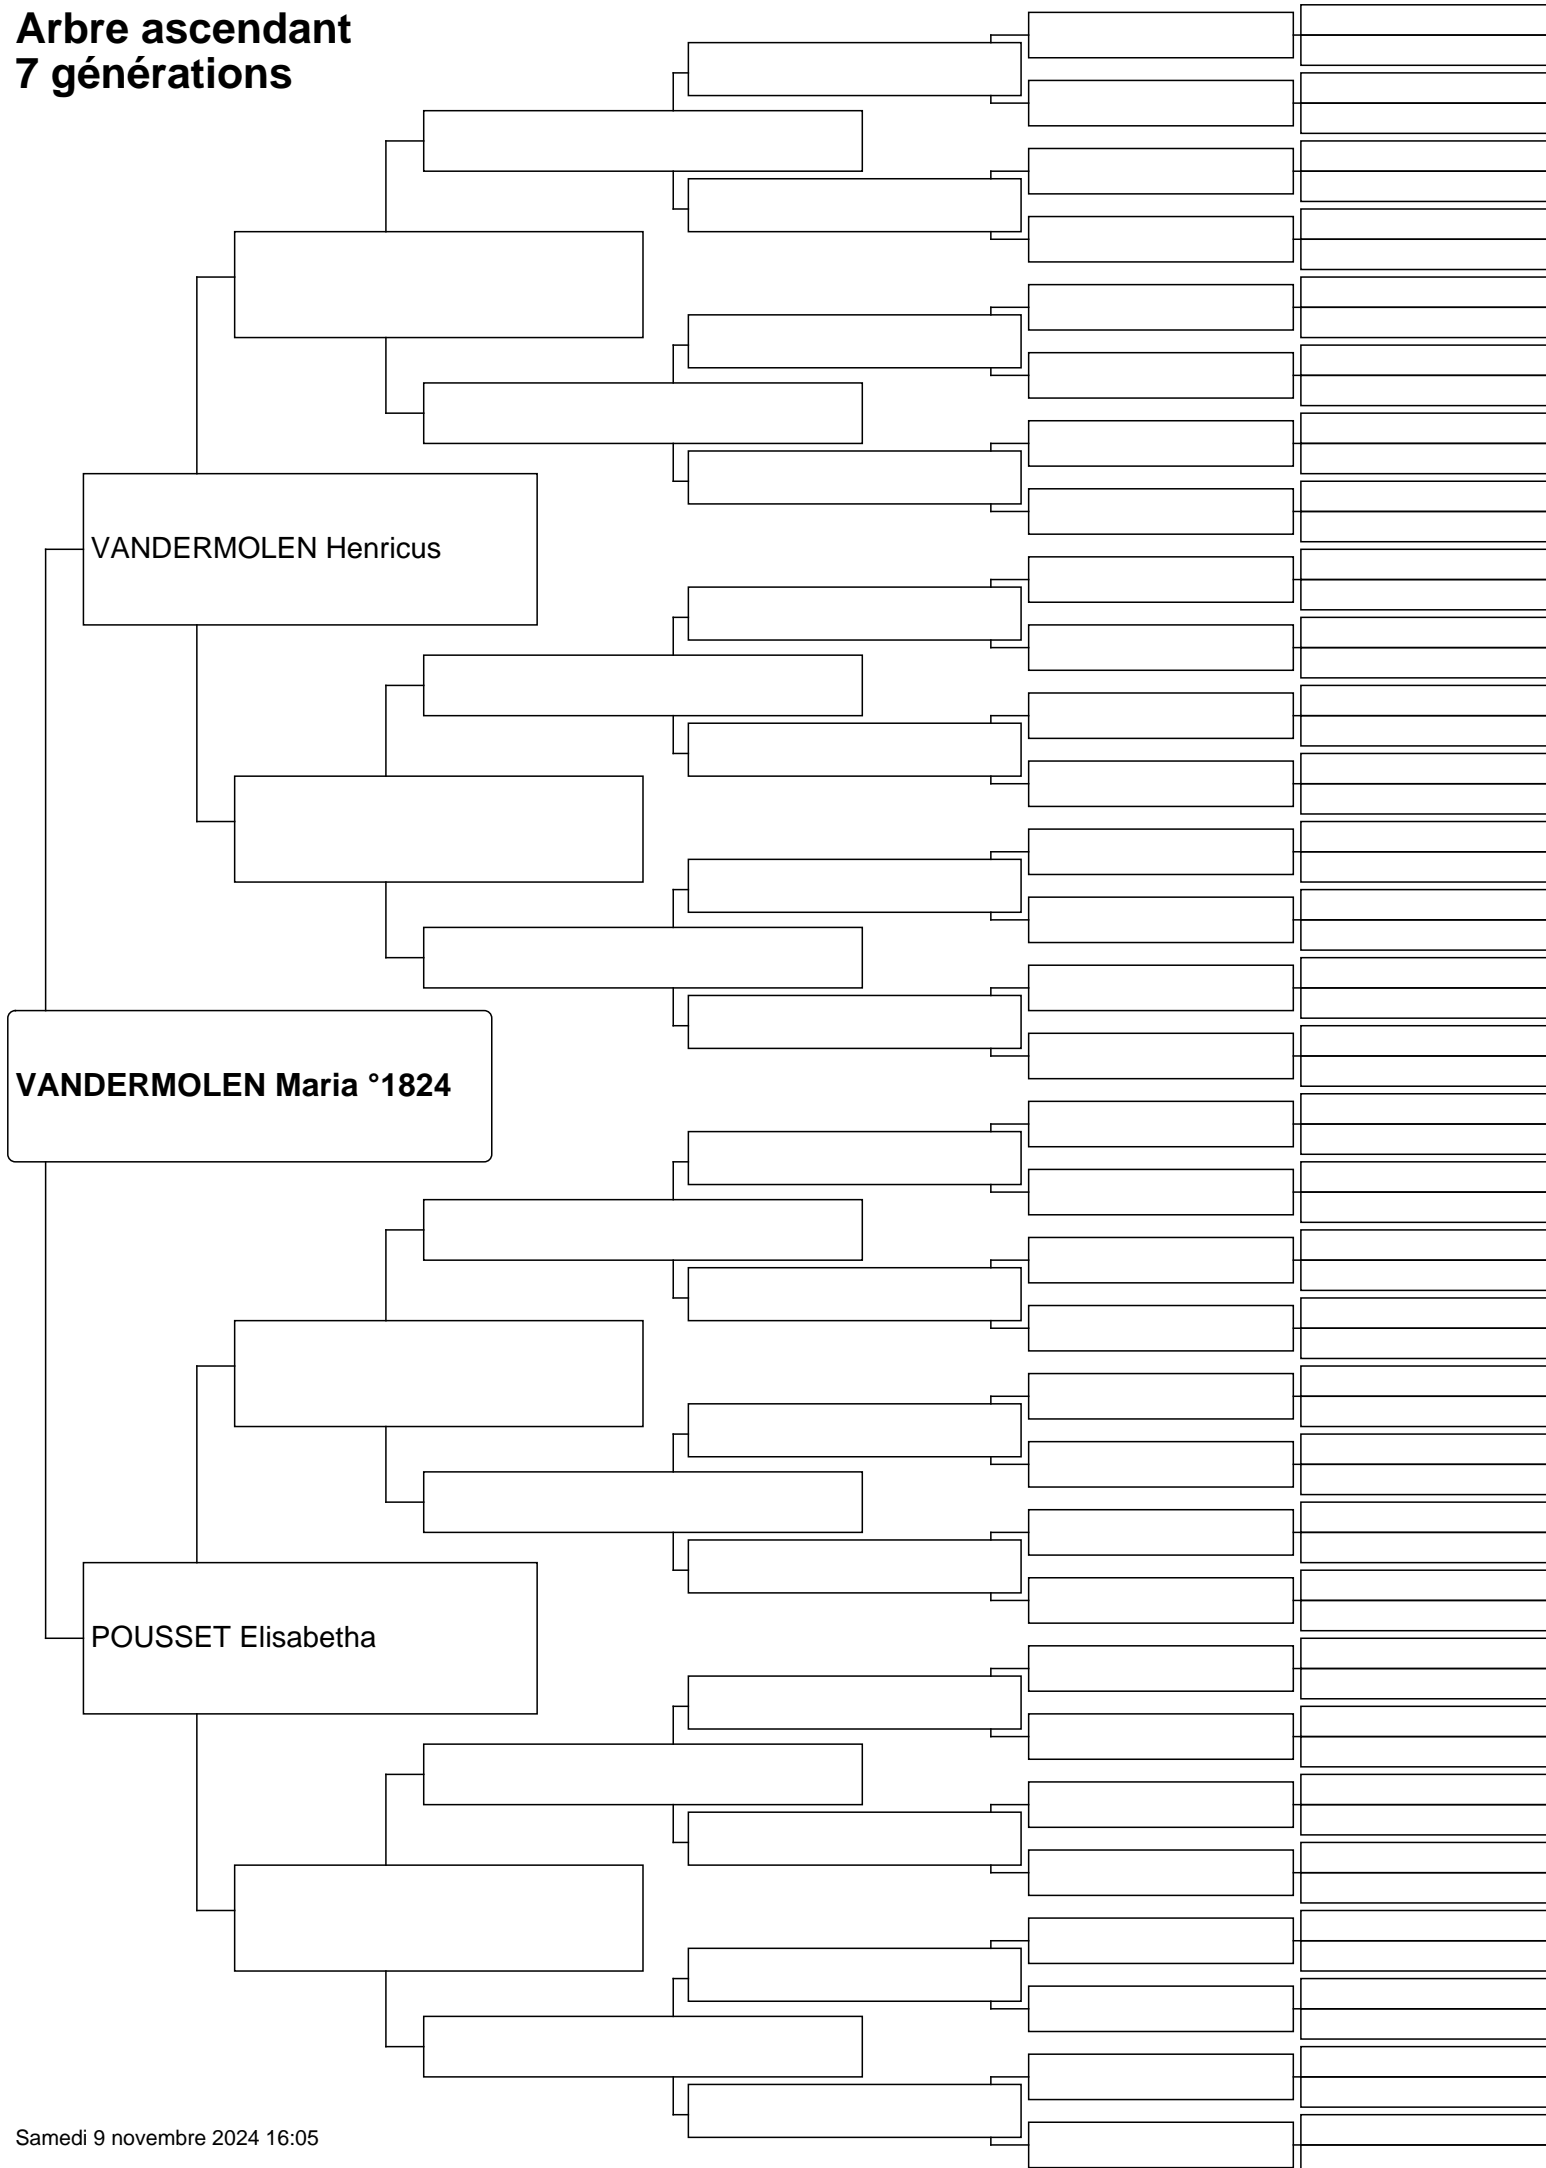 Arbre ascendant
7 générations
VANDERMOLEN Henricus
VANDERMOLEN Maria °1824
POUSSET Elisabetha
Samedi 9 novembre 2024 16:05